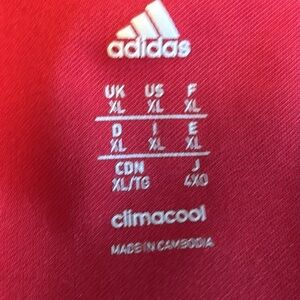 adidas
UK US F
XL XL XL
D I E
XL XL XL
CDN J
XL/TG 4XO
climacool
MADE IN CAMBODIA